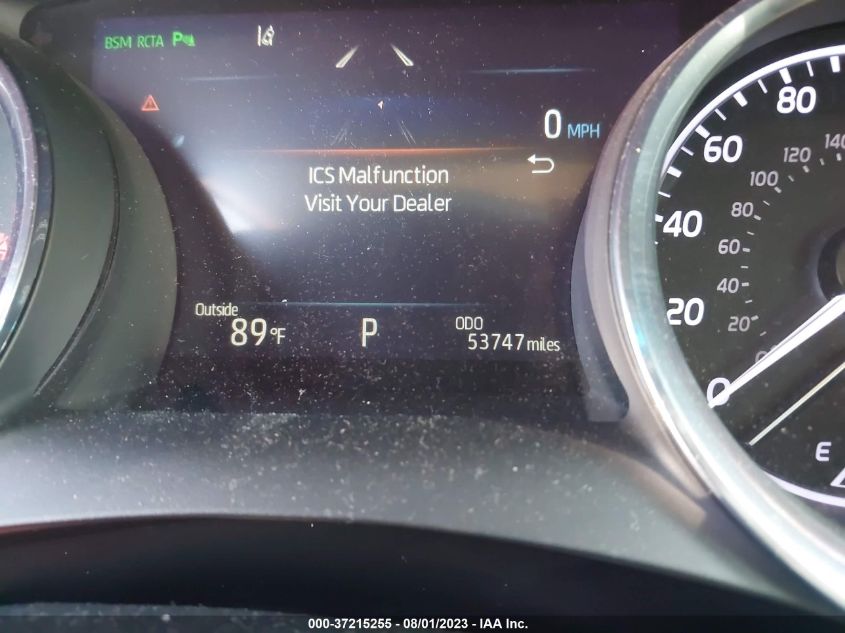 BSM RCTA P
0 MPH
ICS Malfunction
Visit Your Dealer
Outside
89°F
P
ODO
53747 miles
80
60
40
20
0
140
120
100
80
60
40
20
E
000-37215255 - 08/01/2023 - IAA Inc.